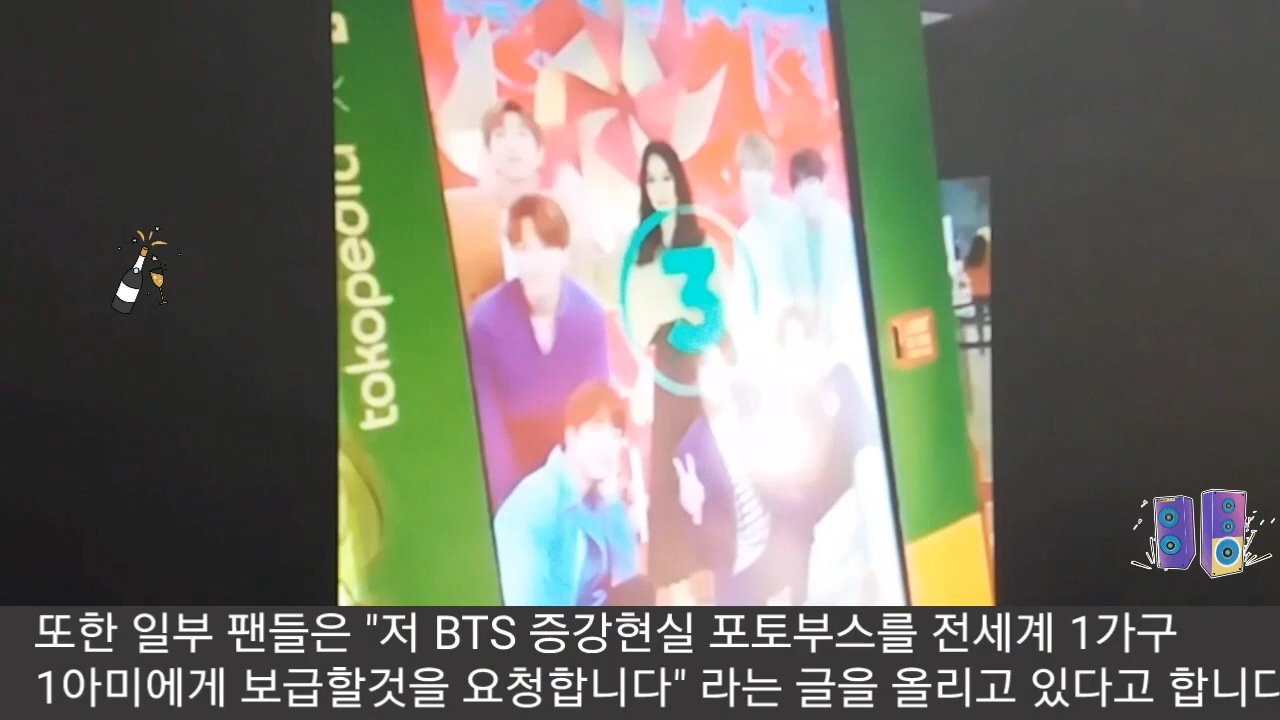 tokopedia x
3
또한 일부 팬들은 "저 BTS 증강현실 포토부스를 전세계 1가구
1아미에게 보급할것을 요청합니다" 라는 글을 올리고 있다고 합니다